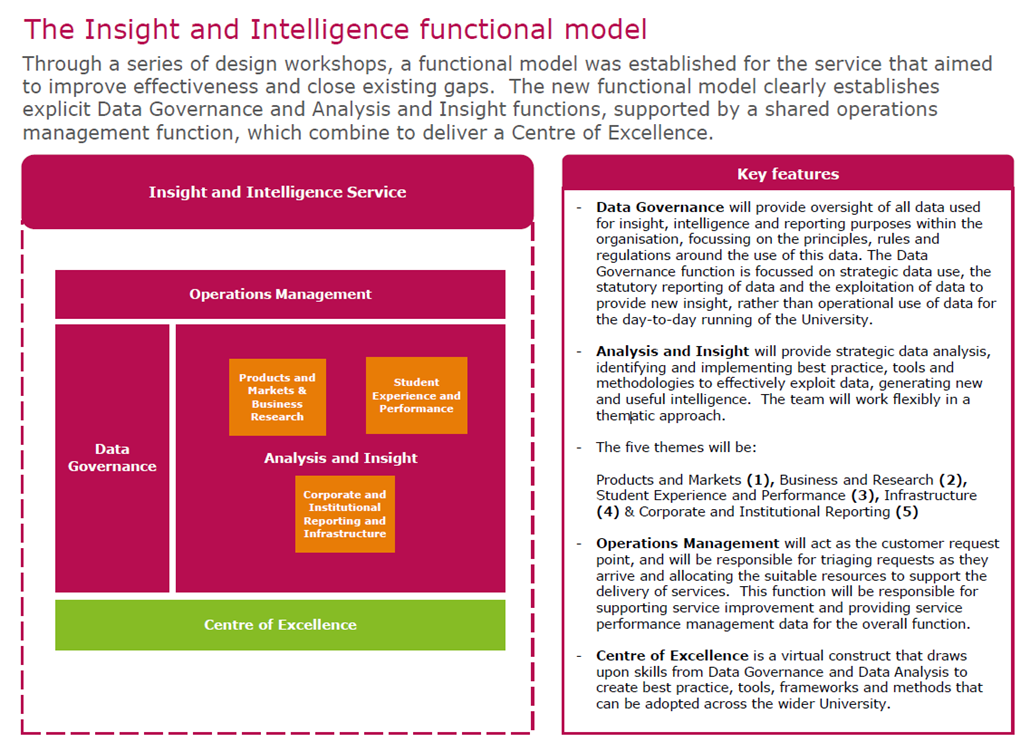 The Insight and Intelligence functional model
Through a series of design workshops, a functional model was established for the service that aimed
to improve effectiveness and close existing gaps.  The new functional model clearly establishes
explicit Data Governance and Analysis and Insight functions, supported by a shared operations
management function, which combine to deliver a Centre of Excellence.
Insight and Intelligence Service
Operations Management
Data
Governance
Products and
Markets &
Business
Research
Student
Experience and
Performance
Analysis and Insight
Corporate and
Institutional
Reporting and
Infrastructure
Centre of Excellence
Key features
- Data Governance will provide oversight of all data used
for insight, intelligence and reporting purposes within the
organisation, focussing on the principles, rules and
regulations around the use of this data. The Data
Governance function is focussed on strategic data use, the
statutory reporting of data and the exploitation of data to
provide new insight, rather than operational use of data for
the day-to-day running of the University.
- Analysis and Insight will provide strategic data analysis,
identifying and implementing best practice, tools and
methodologies to effectively exploit data, generating new
and useful intelligence.  The team will work flexibly in a
thematic approach.
- The five themes will be:
Products and Markets (1), Business and Research (2),
Student Experience and Performance (3), Infrastructure
(4) & Corporate and Institutional Reporting (5)
- Operations Management will act as the customer request
point, and will be responsible for triaging requests as they
arrive and allocating the suitable resources to support the
delivery of services.  This function will be responsible for
supporting service improvement and providing service
performance management data for the overall function.
- Centre of Excellence is a virtual construct that draws
upon skills from Data Governance and Data Analysis to
create best practice, tools, frameworks and methods that
can be adopted across the wider University.